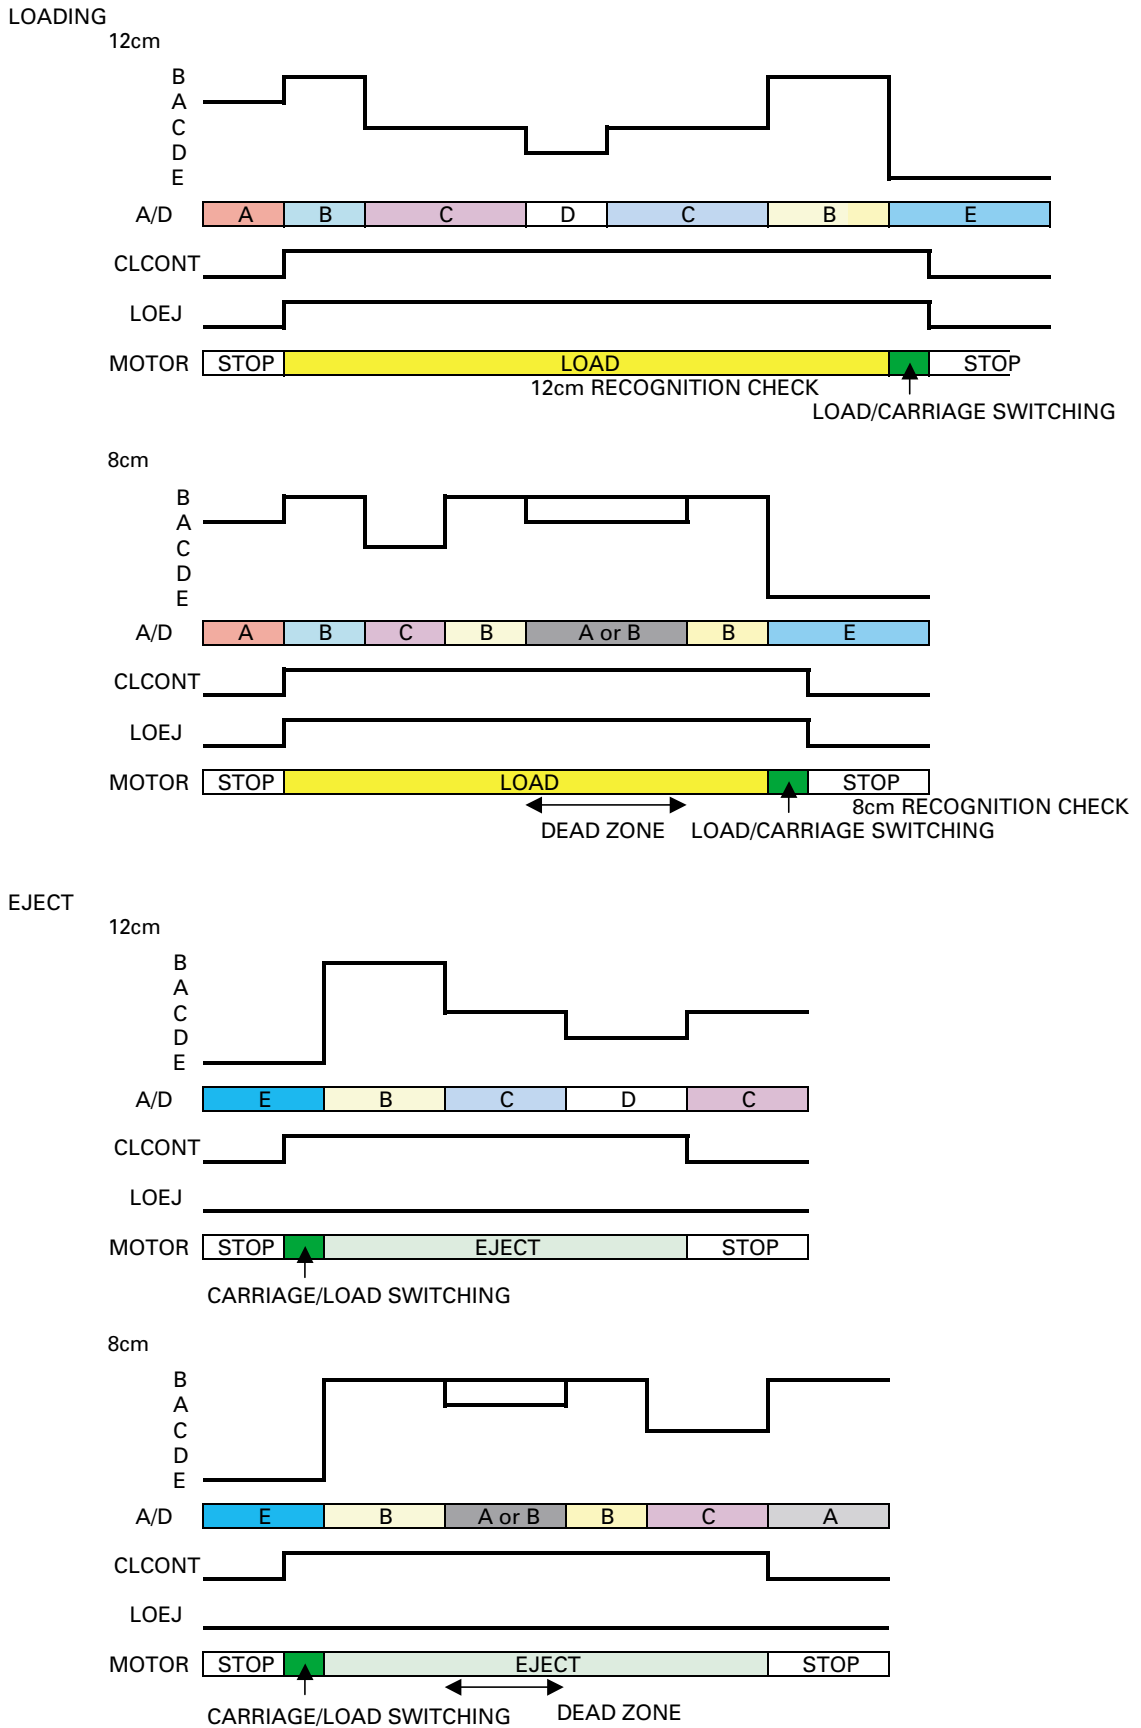 LOADING
12cm
B
A
C
D
E
A/D A B C D C B E
CLCONT
LOEJ
MOTOR STOP LOAD STOP
12cm RECOGNITION CHECK
LOAD/CARRIAGE SWITCHING
8cm
B
A
C
D
E
A/D A B C B A or B B E
CLCONT
LOEJ
MOTOR STOP LOAD STOP
8cm RECOGNITION CHECK
DEAD ZONE LOAD/CARRIAGE SWITCHING
EJECT
12cm
B
A
C
D
E
A/D E B C D C
CLCONT
LOEJ
MOTOR STOP EJECT STOP
CARRIAGE/LOAD SWITCHING
8cm
B
A
C
D
E
A/D E B A or B B C A
CLCONT
LOEJ
MOTOR STOP EJECT STOP
CARRIAGE/LOAD SWITCHING DEAD ZONE